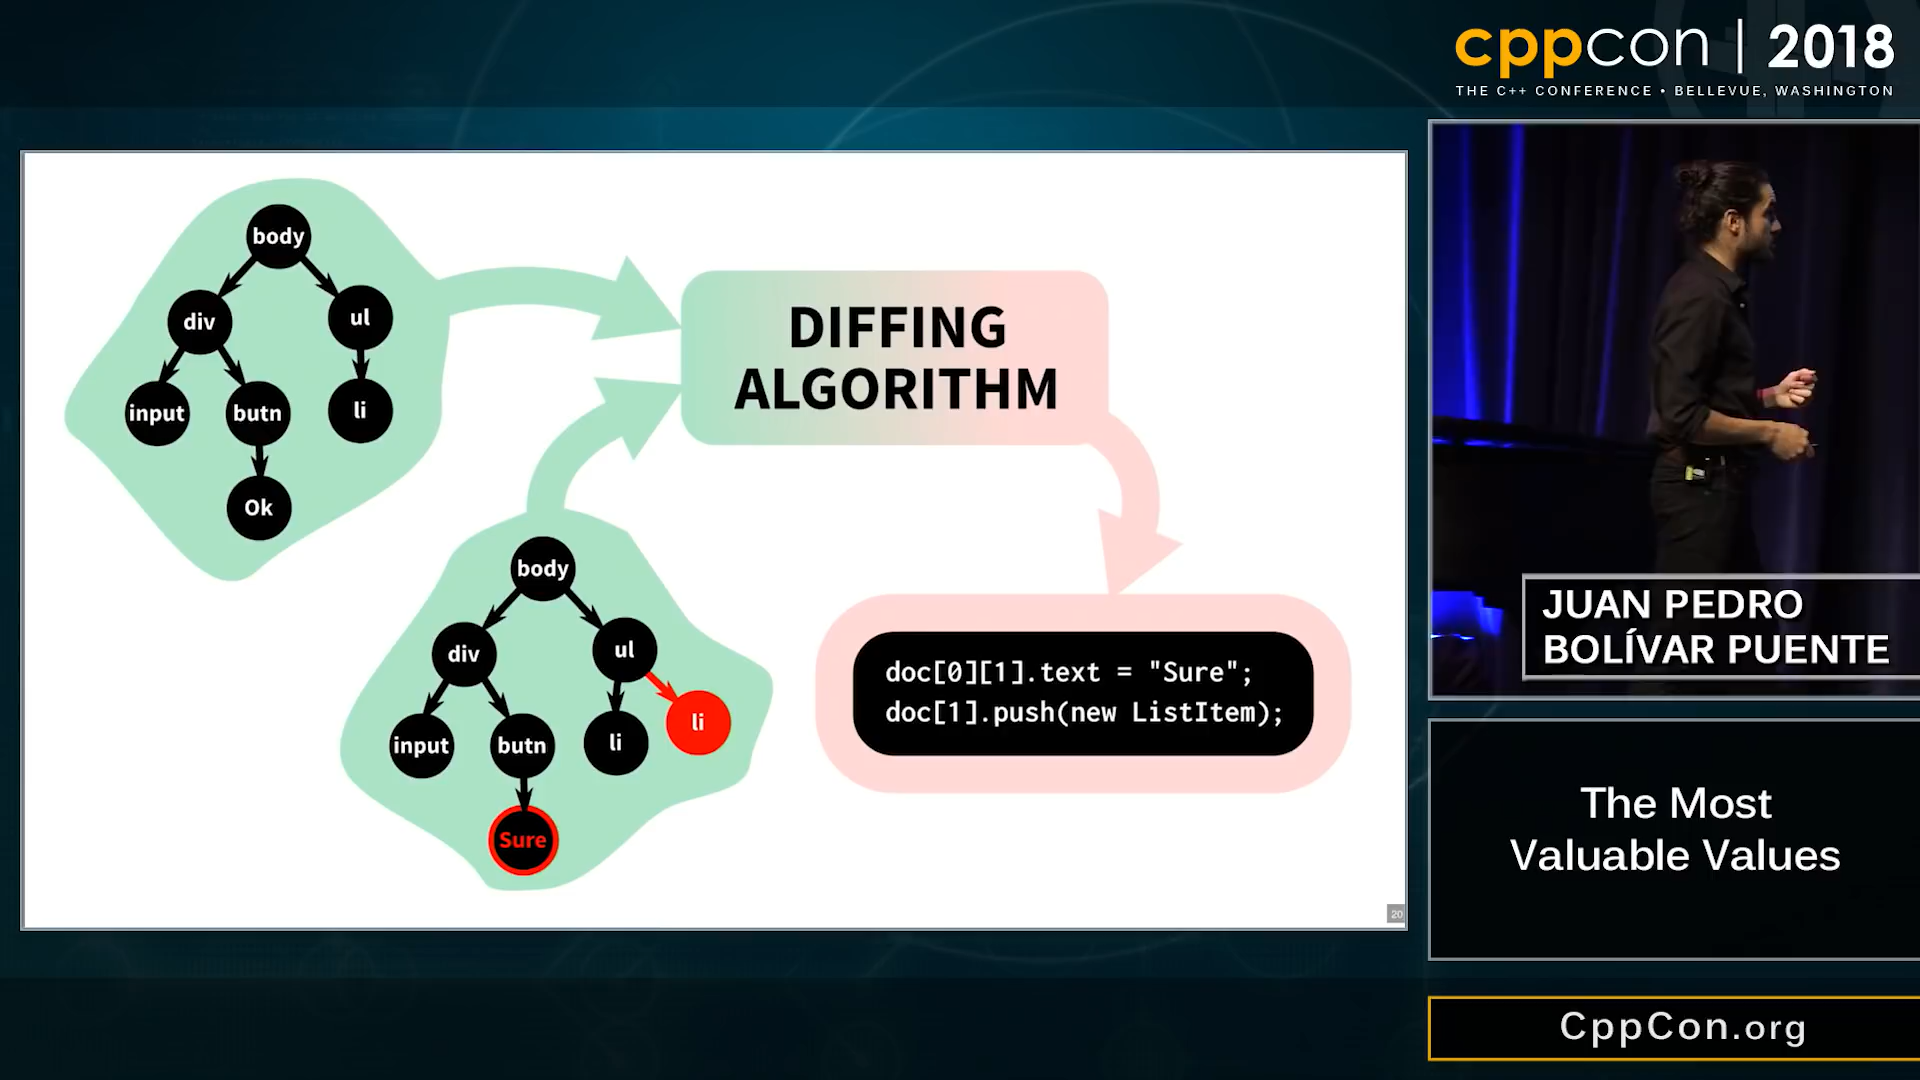 cppcon | 2018
THE C++ CONFERENCE • BELLEVUE, WASHINGTON
body
div
ul
input
butn
li
Ok
DIFFING
ALGORITHM
body
div
ul
input
butn
li
li
Sure
doc[0][1].text = "Sure";
doc[1].push(new ListItem);
20
JUAN PEDRO
BOLÍVAR PUENTE
The Most
Valuable Values
CppCon.org